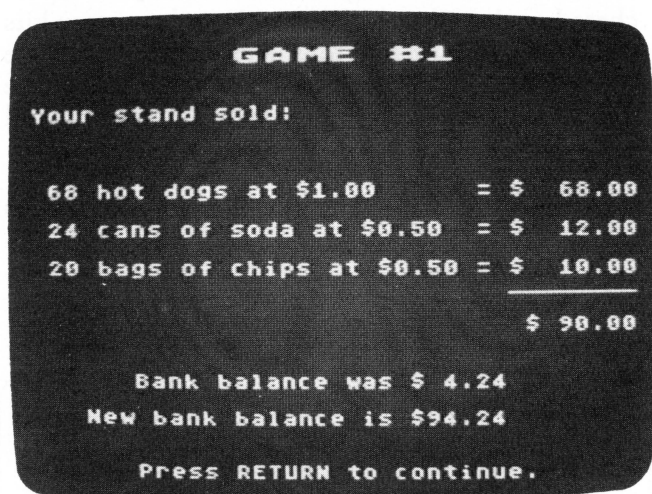 GAME #1
Your stand sold:
68 hot dogs at $1.00 = $ 68.00
24 cans of soda at $0.50 = $ 12.00
20 bags of chips at $0.50 = $ 10.00
$ 90.00
Bank balance was $ 4.24
New bank balance is $94.24
Press RETURN to continue.